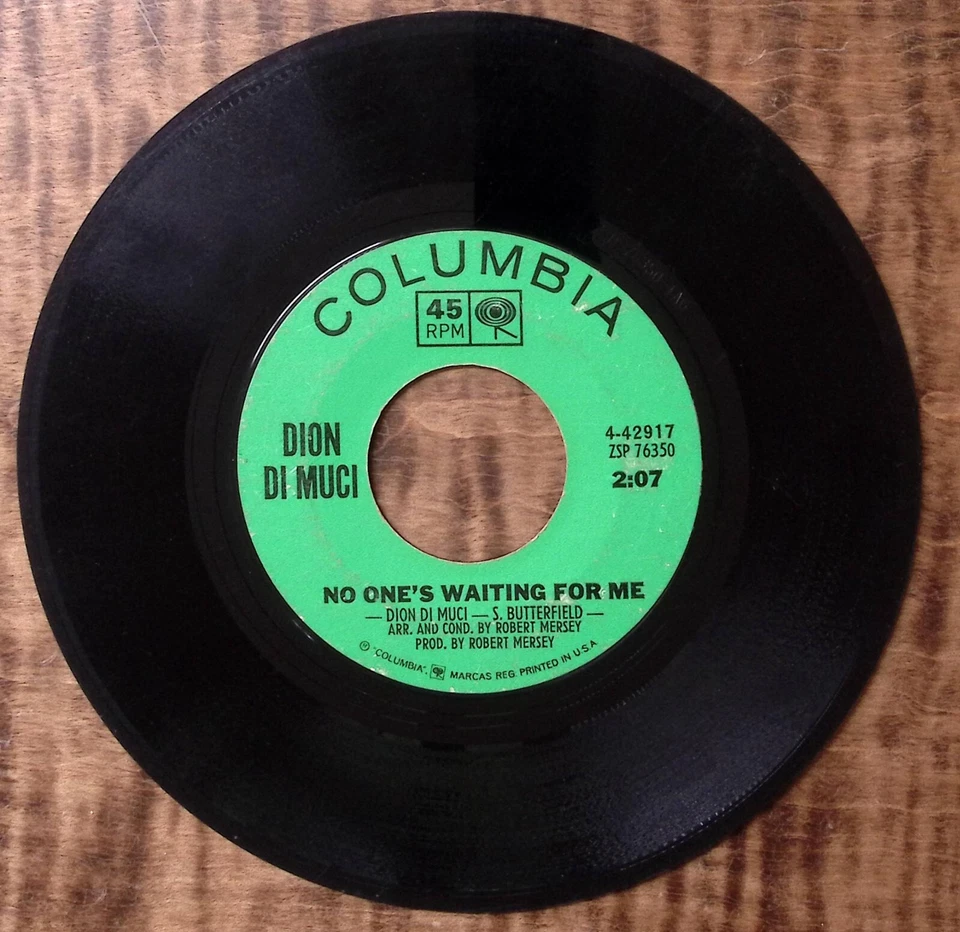 COLUMBIA
45
RPM
DION
DI MUCI
4-42917
ZSP 76350
2:07
NO ONE'S WAITING FOR ME
— DION DI MUCI — S. BUTTERFIELD —
ARR. AND COND. BY ROBERT MERSEY
PROD. BY ROBERT MERSEY
Ⓟ "COLUMBIA", MARCAS REG. PRINTED IN U.S.A.